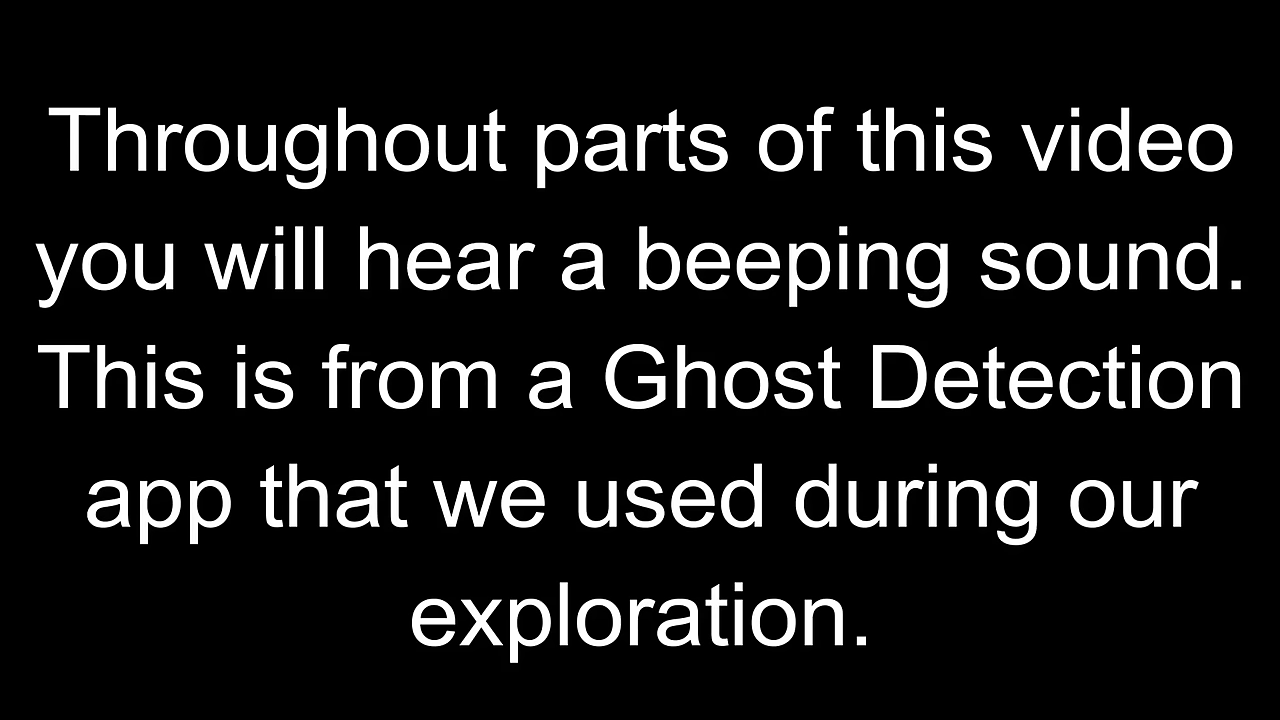 Throughout parts of this video
you will hear a beeping sound.
This is from a Ghost Detection
app that we used during our
exploration.